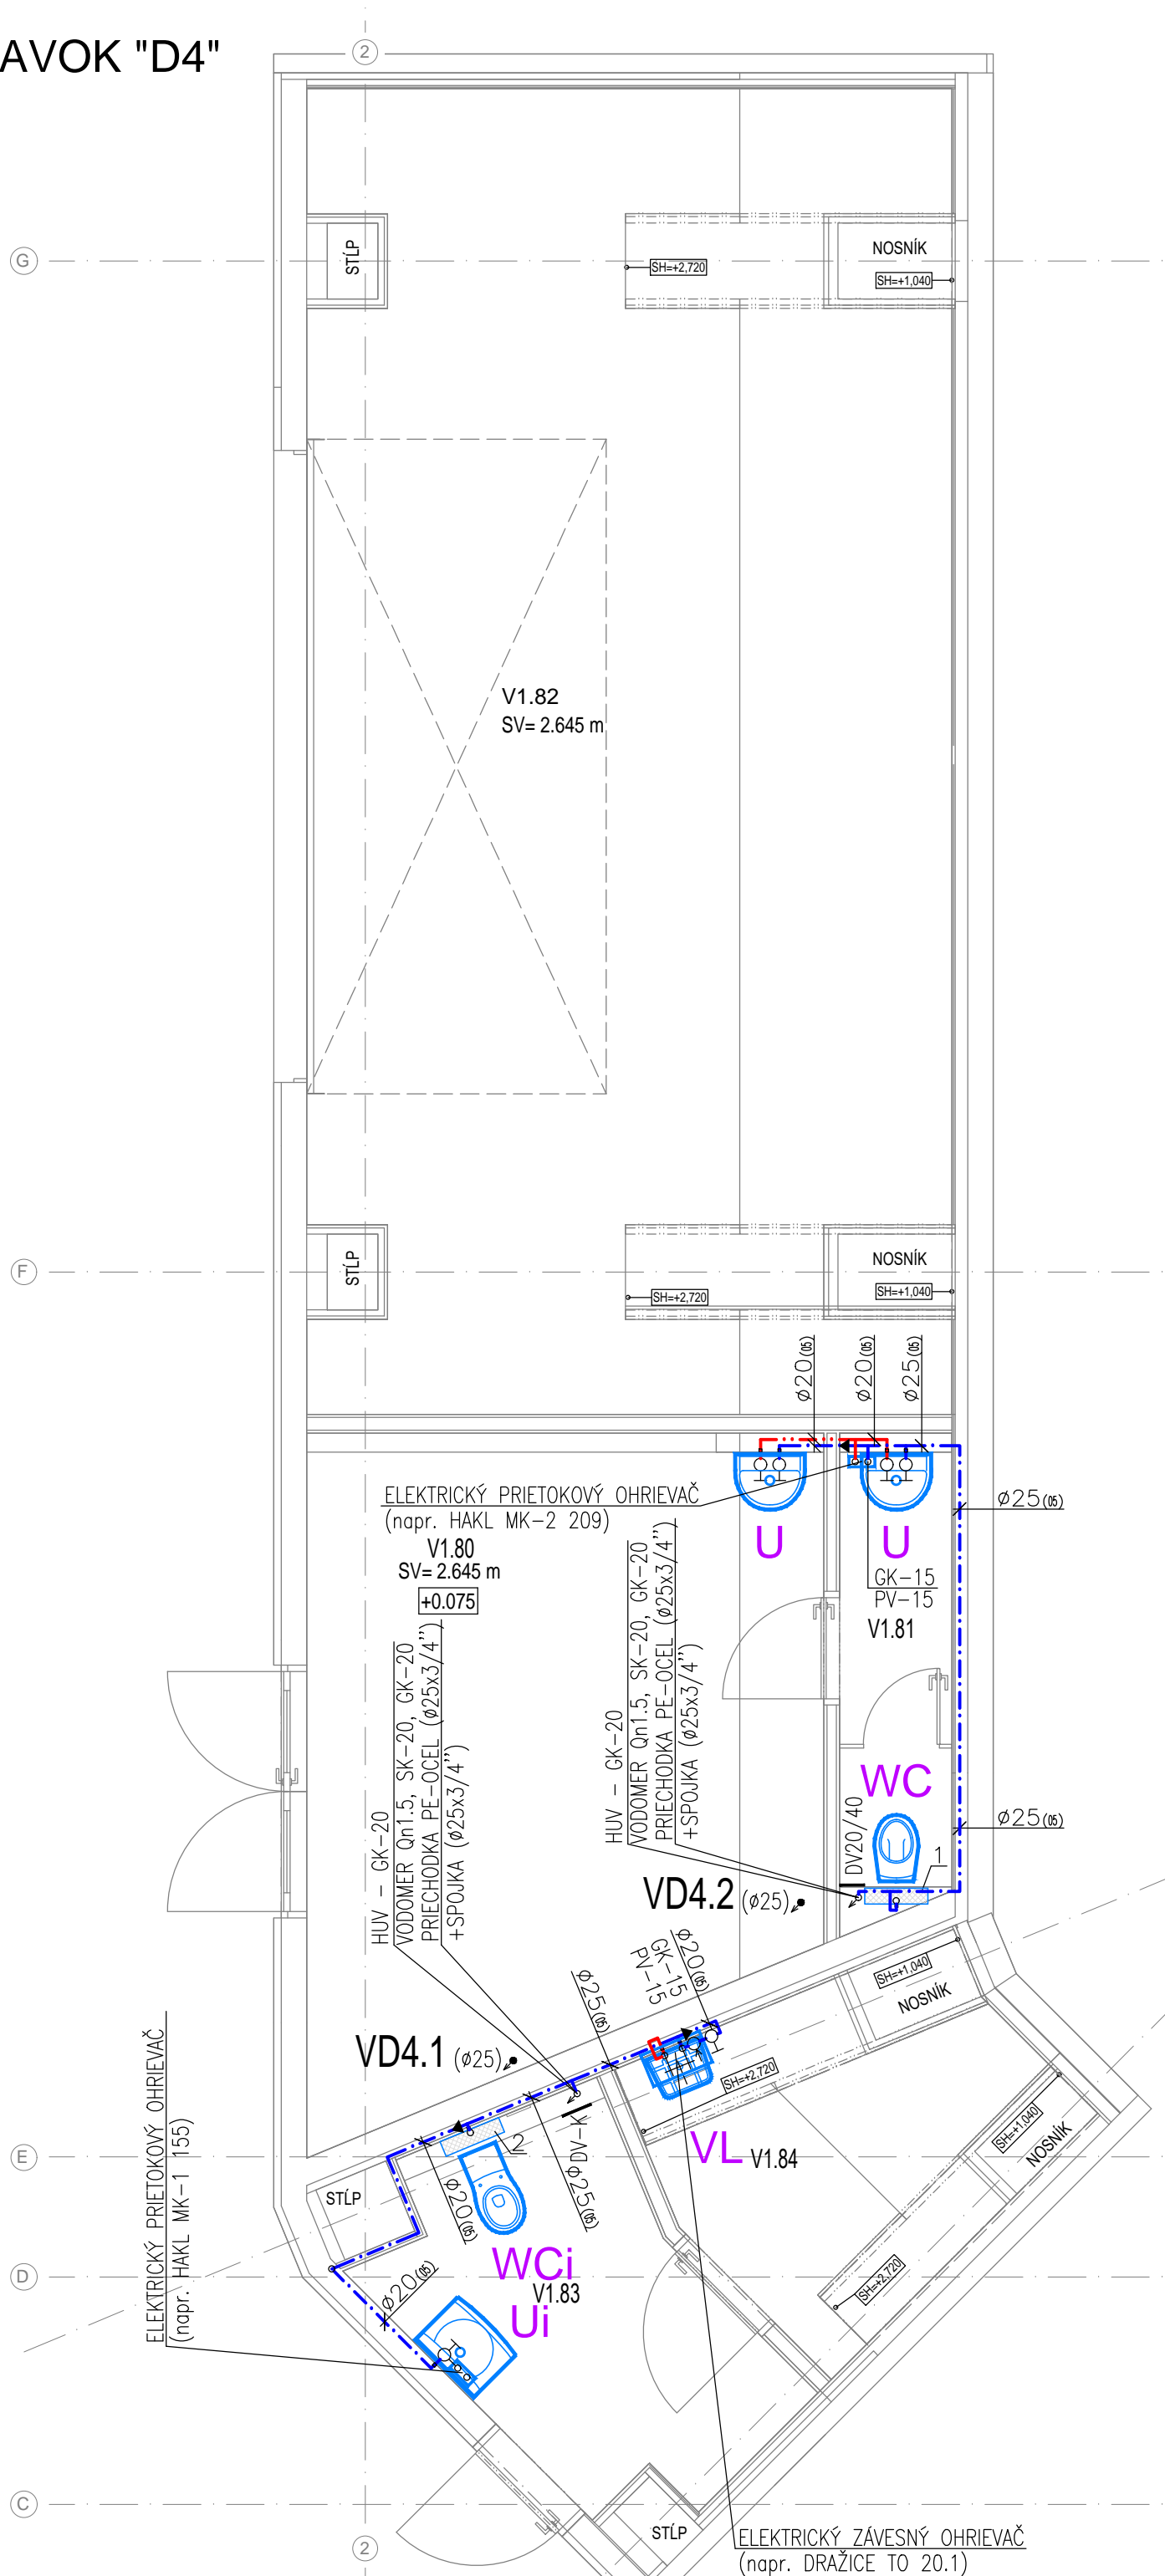 AVOK "D4"
2
G
STĹP
SH=+2,720
NOSNÍK
SH=+1,040
V1.82
SV= 2.645 m
F
STĹP
SH=+2,720
NOSNÍK
SH=+1,040
ø20(05)
ø20(05)
ø25(05)
ELEKTRICKÝ PRIETOKOVÝ OHRIEVAČ
(napr. HAKL MK-2 209)
ø25(05)
U
U
V1.80
SV= 2.645 m
+0.075
GK-15
PV-15
V1.81
HUV - GK-20
VODOMER Qn1.5, SK-20, GK-20
PRIECHODKA PE-OCEL (ø25x3/4")
+SPOJKA (ø25x3/4")
HUV - GK-20
VODOMER Qn1.5, SK-20, GK-20
PRIECHODKA PE-OCEL (ø25x3/4")
+SPOJKA (ø25x3/4")
WC
DV20/40
ø25(05)
1
VD4.2 (ø25)
ø20(05)
GK-15
PV-15
SH=+1,040
NOSNÍK
ø25(05)
VD4.1 (ø25)
SH=+2,720
ELEKTRICKÝ PRIETOKOVÝ OHRIEVAČ
(napr. HAKL MK-1 155)
E
2
DV-K
ø25(05)
ø20(05)
VL V1.84
SH=+1,040
NOSNÍK
STĹP
D
WCi
V1.83
Ui
ø20(05)
SH=+2,720
C
STĹP
2
ELEKTRICKÝ ZÁVESNÝ OHRIEVAČ
(napr. DRAŽICE TO 20.1)